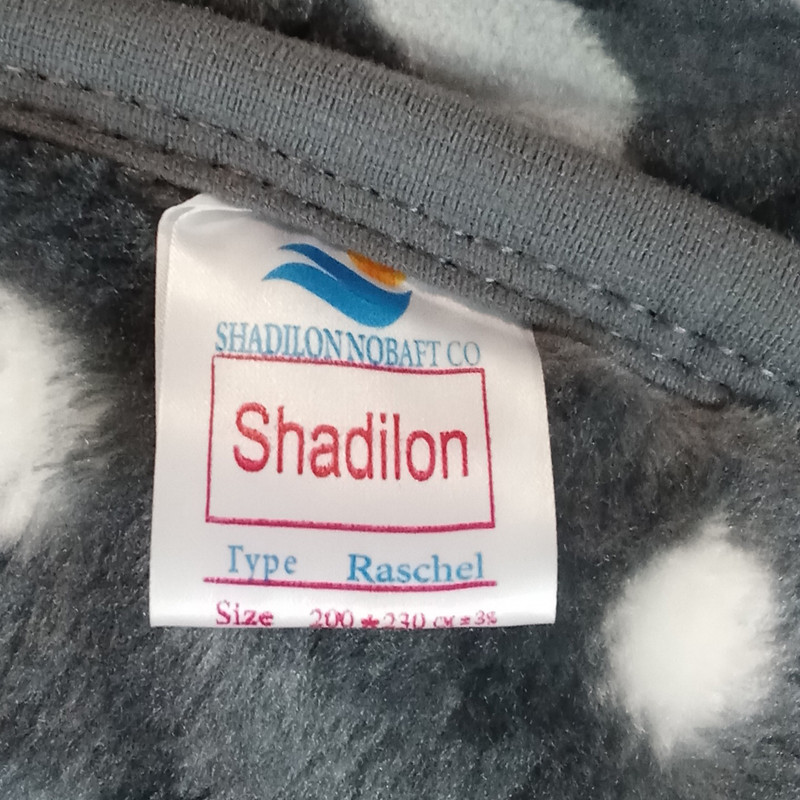 SHADILON NOBAFT CO
Shadilon
Type Raschel
Size 200*230 CM ± 3%